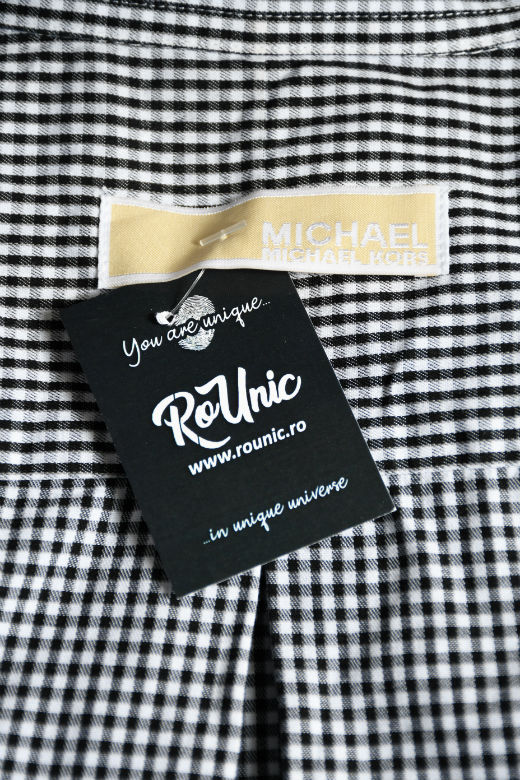 MICHAEL
MICHAEL KORS
You are unique...
RoUnic
www.rounic.ro
...in unique universe